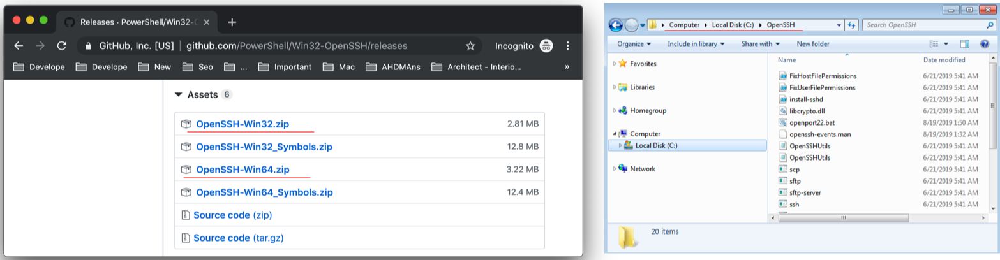 Releases · PowerShell/Win32-O
GitHub, Inc. [US] | github.com/PowerShell/Win32-OpenSSH/releases Incognito
Develope Develope New Seo ... Important Mac AHDMAns Architect - Interio... »
Assets 6
OpenSSH-Win32.zip 2.81 MB
OpenSSH-Win32_Symbols.zip 12.8 MB
OpenSSH-Win64.zip 3.22 MB
OpenSSH-Win64_Symbols.zip 12.4 MB
Source code (zip)
Source code (tar.gz)
Computer Local Disk (C:) OpenSSH Search OpenSSH
Organize Include in library Share with New folder
Favorites
Libraries
Homegroup
Computer
Local Disk (C:)
Network
Name Date modified
FixHostFilePermissions 6/21/2019 5:41 AM
FixUserFilePermissions 6/21/2019 5:41 AM
install-sshd 6/21/2019 5:41 AM
libcrypto.dll 6/21/2019 5:41 AM
openport22.bat 8/19/2019 1:50 AM
openssh-events.man 8/19/2019 1:32 AM
OpenSSHUtils 6/21/2019 5:41 AM
OpenSSHUtils 6/21/2019 5:41 AM
scp 6/21/2019 5:41 AM
sftp 6/21/2019 5:41 AM
sftp-server 6/21/2019 5:41 AM
ssh 6/21/2019 5:41 AM
20 items